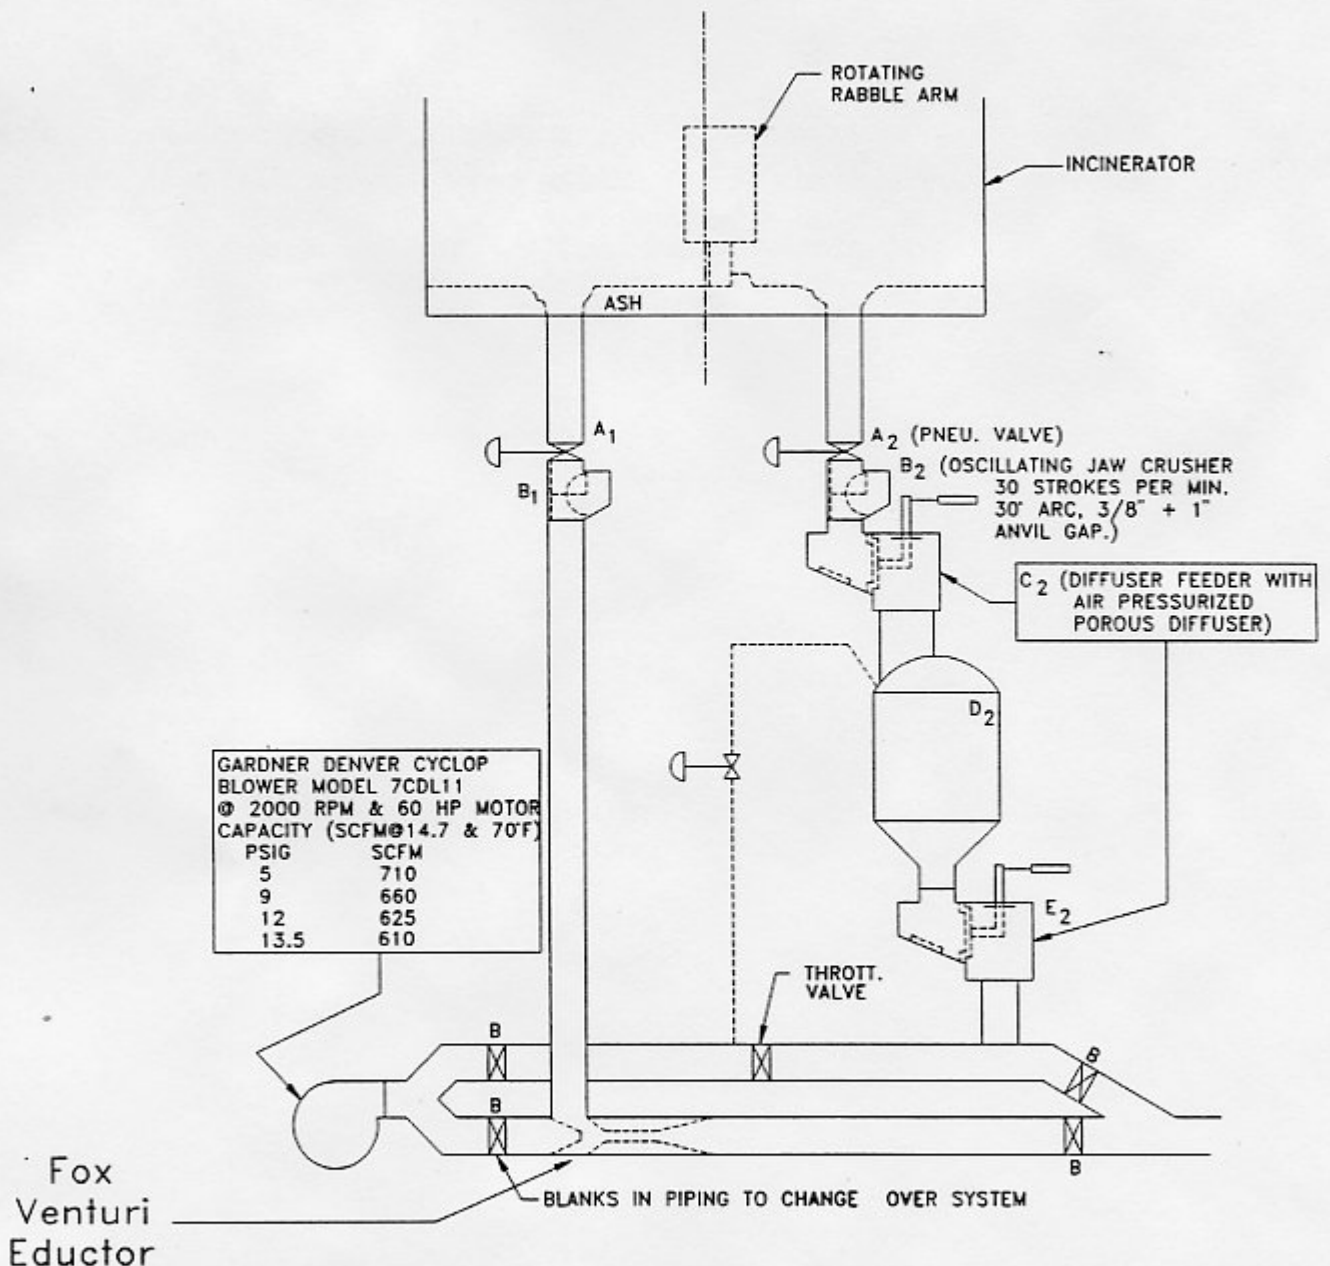 ROTATING
RABBLE ARM
INCINERATOR
ASH
A1
A2 (PNEU. VALVE)
B1
B2 (OSCILLATING JAW CRUSHER
30 STROKES PER MIN.
30° ARC, 3/8" + 1"
ANVIL GAP.)
C2 (DIFFUSER FEEDER WITH
AIR PRESSURIZED
POROUS DIFFUSER)
D2
GARDNER DENVER CYCLOP
BLOWER MODEL 7CDL11
@ 2000 RPM & 60 HP MOTOR
CAPACITY (SCFM@14.7 & 70°F)
PSIG SCFM
5 710
9 660
12 625
13.5 610
E2
THROTT.
VALVE
B
B
B
B
BLANKS IN PIPING TO CHANGE OVER SYSTEM
Fox
Venturi
Eductor